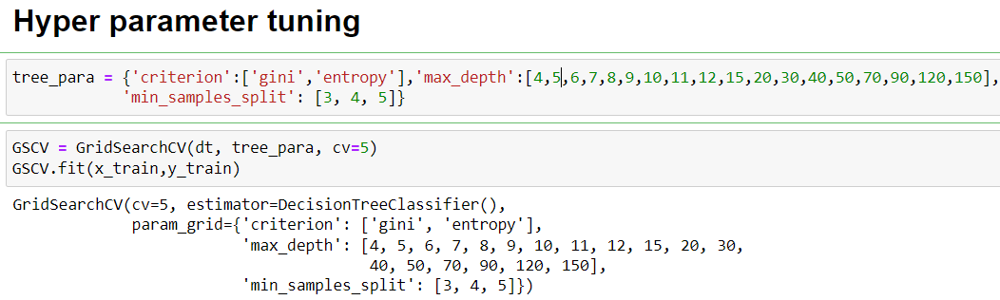 Hyper parameter tuning
tree_para = {'criterion':['gini','entropy'],'max_depth':[4,5,6,7,8,9,10,11,12,15,20,30,40,50,70,90,120,150],
'min_samples_split': [3, 4, 5]}
GSCV = GridSearchCV(dt, tree_para, cv=5)
GSCV.fit(x_train,y_train)
GridSearchCV(cv=5, estimator=DecisionTreeClassifier(),
param_grid={'criterion': ['gini', 'entropy'],
'max_depth': [4, 5, 6, 7, 8, 9, 10, 11, 12, 15, 20, 30,
40, 50, 70, 90, 120, 150],
'min_samples_split': [3, 4, 5]})